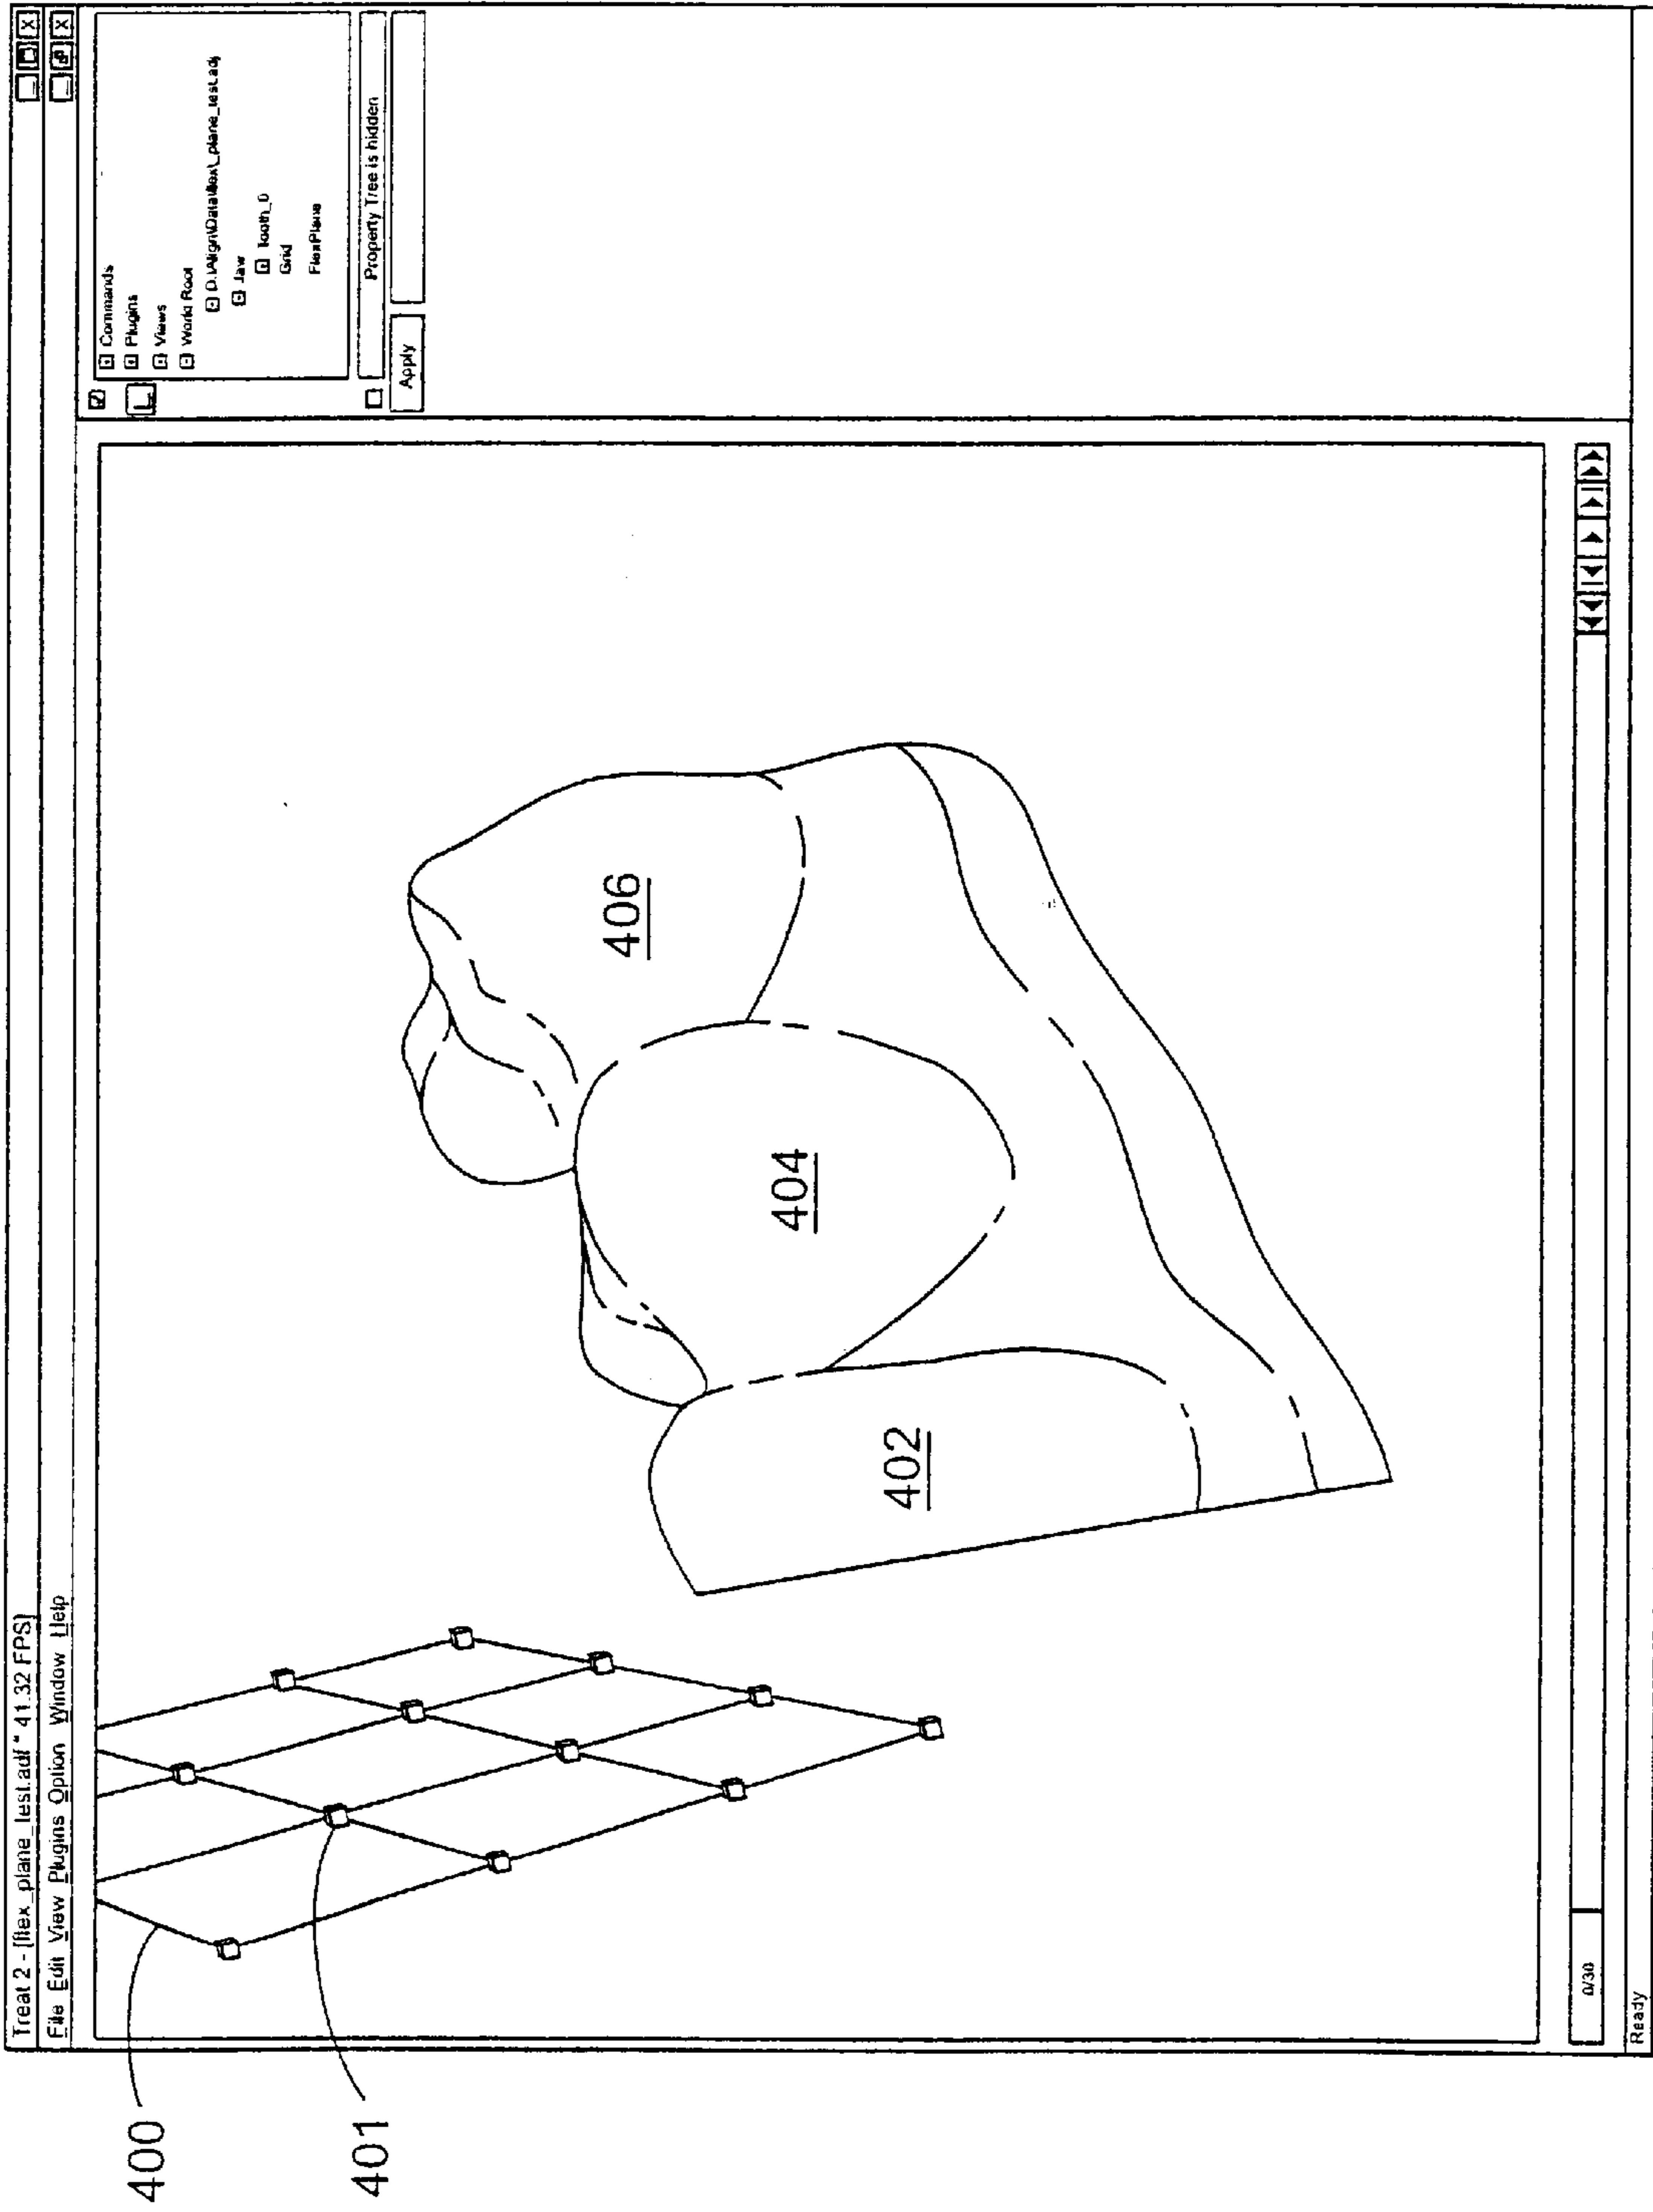 Treat 2 - [flex_plane_test.adf * 41.32 FPS]
File Edit View Plugins Option Window Help
Commands
Plugins
Views
World Root
Jaw
Tooth_0
Grid
FlexPlane
Property Tree is hidden
Apply
400
401
402
404
406
0/30
Ready